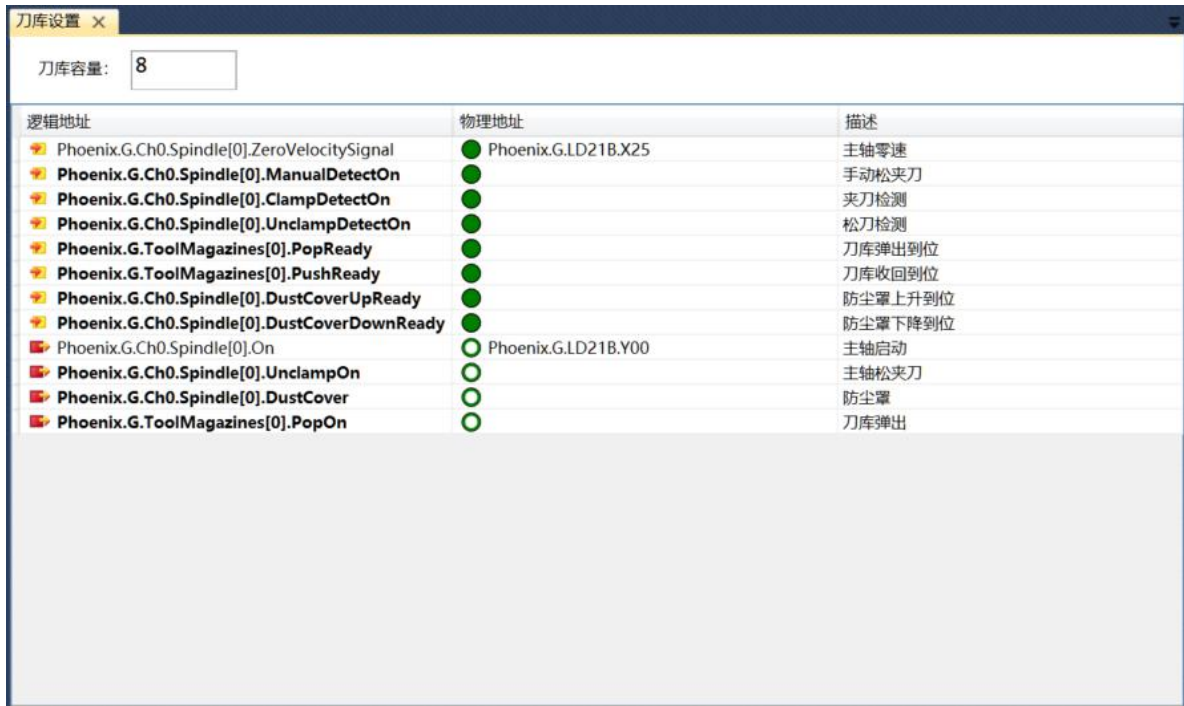 刀库设置
刀库容量： 8
逻辑地址 物理地址 描述
Phoenix.G.Ch0.Spindle[0].ZeroVelocitySignal Phoenix.G.LD21B.X25 主轴零速
Phoenix.G.Ch0.Spindle[0].ManualDetectOn 手动松夹刀
Phoenix.G.Ch0.Spindle[0].ClampDetectOn 夹刀检测
Phoenix.G.Ch0.Spindle[0].UnclampDetectOn 松刀检测
Phoenix.G.ToolMagazines[0].PopReady 刀库弹出到位
Phoenix.G.ToolMagazines[0].PushReady 刀库收回到位
Phoenix.G.Ch0.Spindle[0].DustCoverUpReady 防尘罩上升到位
Phoenix.G.Ch0.Spindle[0].DustCoverDownReady 防尘罩下降到位
Phoenix.G.Ch0.Spindle[0].On Phoenix.G.LD21B.Y00 主轴启动
Phoenix.G.Ch0.Spindle[0].UnclampOn 主轴松夹刀
Phoenix.G.Ch0.Spindle[0].DustCover 防尘罩
Phoenix.G.ToolMagazines[0].PopOn 刀库弹出